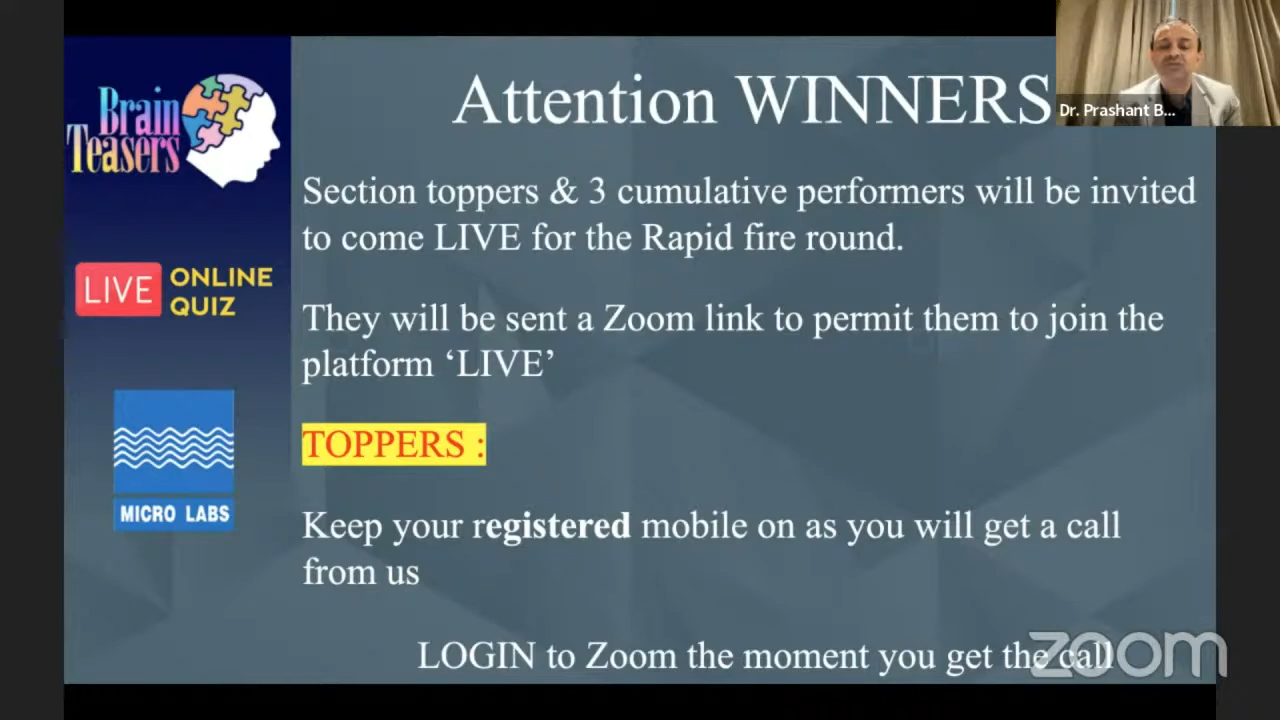 Attention WINNERS
Dr. Prashant B...
Brain
Teasers
Section toppers & 3 cumulative performers will be invited
to come LIVE for the Rapid fire round.
LIVE ONLINE
QUIZ
They will be sent a Zoom link to permit them to join the
platform ‘LIVE’
TOPPERS :
MICRO LABS
Keep your registered mobile on as you will get a call
from us
LOGIN to Zoom the moment you get the call
zoom